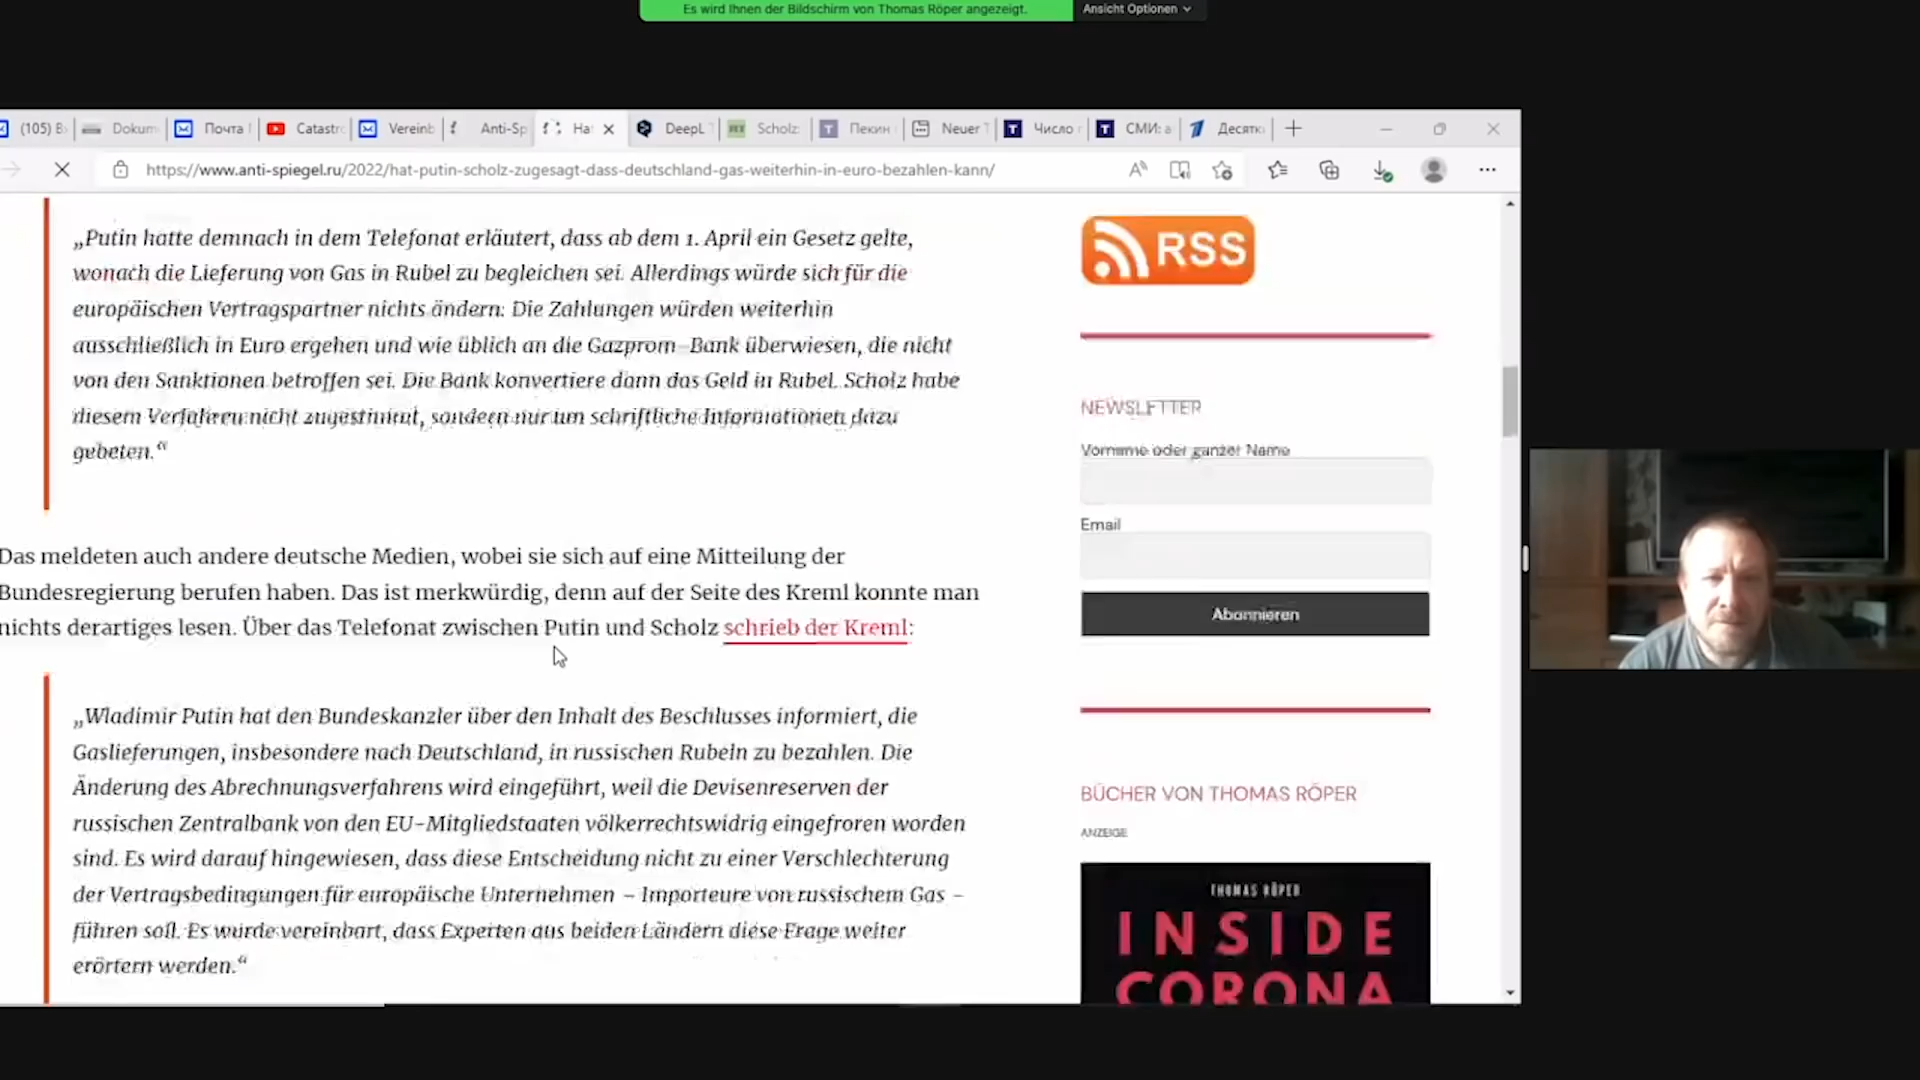 Es wird Ihnen der Bildschirm von Thomas Röper angezeigt.
Ansicht Optionen
(105) B
Dokum
Почта
Catastr
Vereinb
Anti-Sp
Ha
DeepL
Scholz
Пекин
Neuer
Число
СМИ: а
Десятк
https://www.anti-spiegel.ru/2022/hat-putin-scholz-zugesagt-dass-deutschland-gas-weiterhin-in-euro-bezahlen-kann/
„Putin hatte demnach in dem Telefonat erläutert, dass ab dem 1. April ein Gesetz gelte,
wonach die Lieferung von Gas in Rubel zu begleichen sei. Allerdings würde sich für die
europäischen Vertragspartner nichts ändern: Die Zahlungen würden weiterhin
ausschließlich in Euro ergehen und wie üblich an die Gazprom-Bank überwiesen, die nicht
von den Sanktionen betroffen sei. Die Bank konvertiere dann das Geld in Rubel. Scholz habe
diesem Verfahren nicht zugestimmt, sondern nur um schriftliche Informationen dazu
gebeten.“
Das meldeten auch andere deutsche Medien, wobei sie sich auf eine Mitteilung der
Bundesregierung berufen haben. Das ist merkwürdig, denn auf der Seite des Kreml konnte man
nichts derartiges lesen. Über das Telefonat zwischen Putin und Scholz schrieb der Kreml:
„Wladimir Putin hat den Bundeskanzler über den Inhalt des Beschlusses informiert, die
Gaslieferungen, insbesondere nach Deutschland, in russischen Rubeln zu bezahlen. Die
Änderung des Abrechnungsverfahrens wird eingeführt, weil die Devisenreserven der
russischen Zentralbank von den EU-Mitgliedstaaten völkerrechtswidrig eingefroren worden
sind. Es wird darauf hingewiesen, dass diese Entscheidung nicht zu einer Verschlechterung
der Vertragsbedingungen für europäische Unternehmen – Importeure von russischem Gas –
führen soll. Es wurde vereinbart, dass Experten aus beiden Ländern diese Frage weiter
erörtern werden.“
RSS
NEWSLETTER
Vorname oder ganzer Name
Email
Abonnieren
BÜCHER VON THOMAS RÖPER
ANZEIGE
THOMAS RÖPER
INSIDE
CORONA